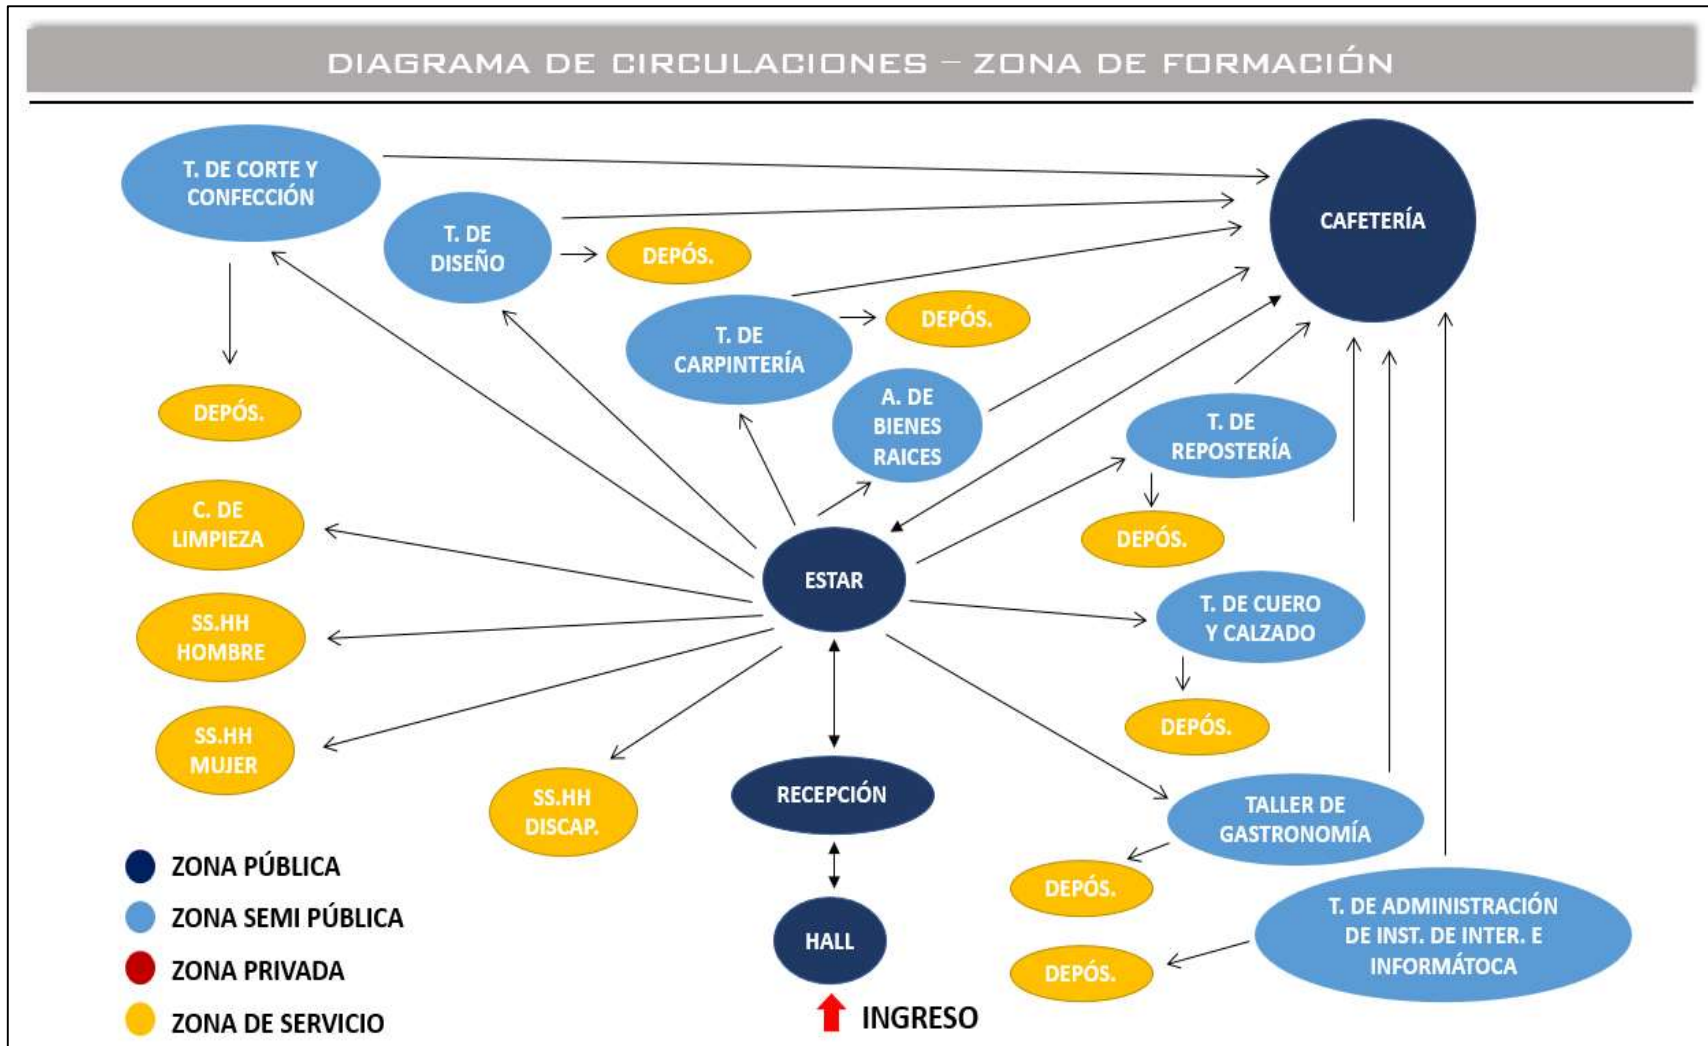 DIAGRAMA DE CIRCULACIONES – ZONA DE FORMACIÓN
T. DE CORTE Y
CONFECCIÓN
T. DE
DISEÑO
DEPÓS.
CAFETERÍA
T. DE
CARPINTERÍA
DEPÓS.
DEPÓS.
A. DE
BIENES
RAICES
T. DE
REPOSTERÍA
DEPÓS.
C. DE
LIMPIEZA
ESTAR
SS.HH
HOMBRE
T. DE CUERO
Y CALZADO
DEPÓS.
SS.HH
MUJER
SS.HH
DISCAP.
RECEPCIÓN
TALLER DE
GASTRONOMÍA
DEPÓS.
HALL
T. DE ADMINISTRACIÓN
DE INST. DE INTER. E
INFORMÁTOCA
DEPÓS.
INGRESO
ZONA PÚBLICA
ZONA SEMI PÚBLICA
ZONA PRIVADA
ZONA DE SERVICIO